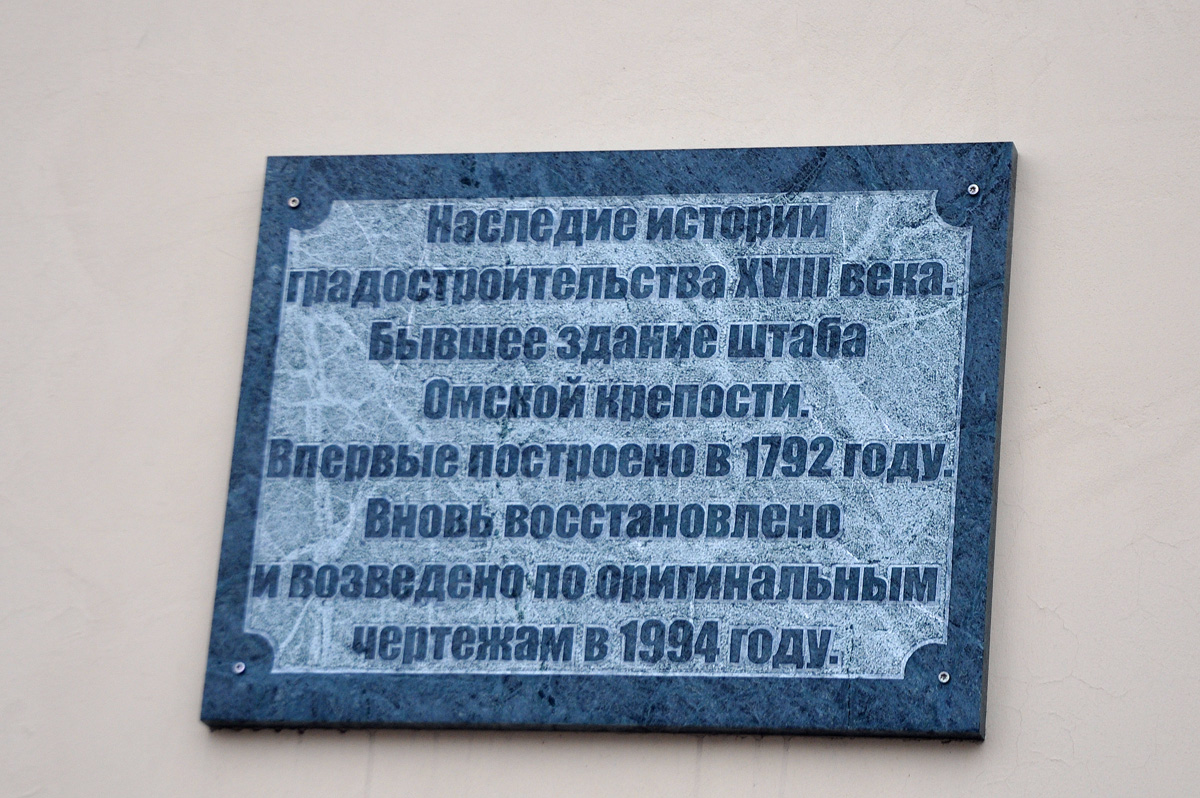 Наследие истории
градостроительства XVIII века.
Бывшее здание штаба
Омской крепости.
Впервые построено в 1792 году.
Вновь восстановлено
и возведено по оригинальным
чертежам в 1994 году.